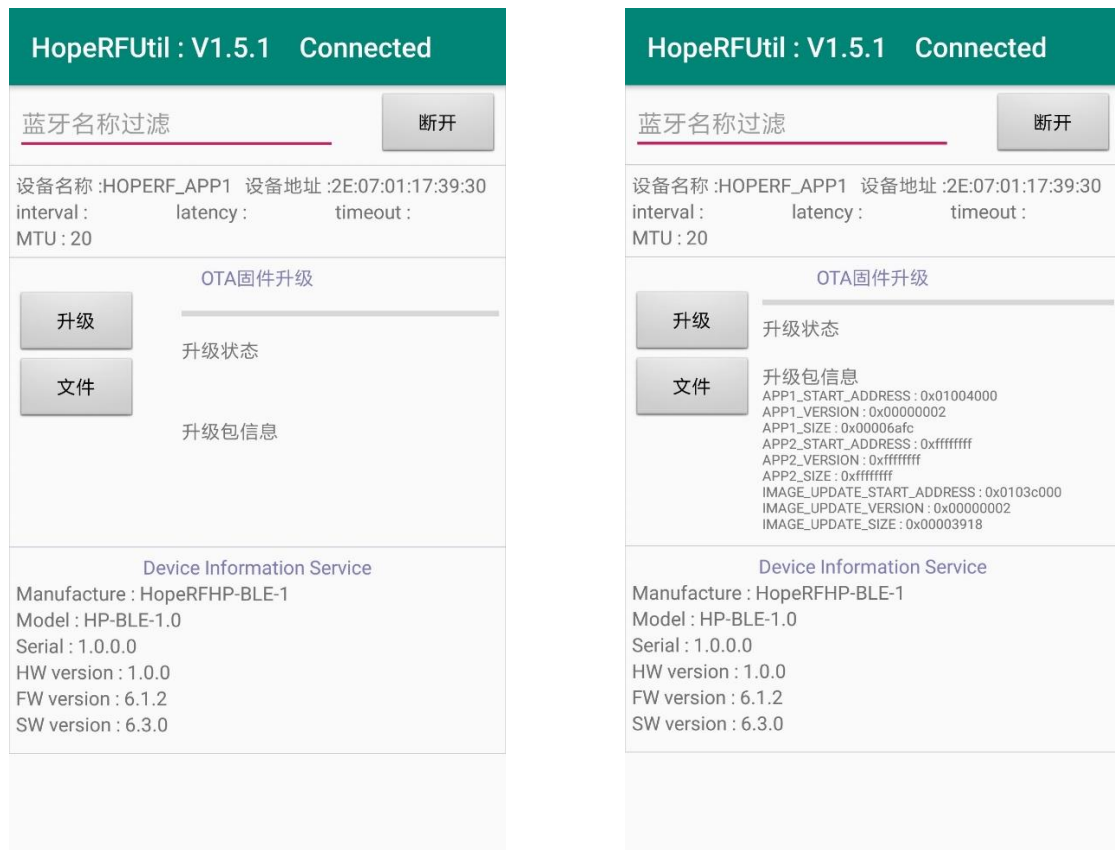 HopeRFUtil : V1.5.1 Connected
蓝牙名称过滤
断开
设备名称 :HOPERF_APP1 设备地址 :2E:07:01:17:39:30
interval : latency : timeout :
MTU : 20
OTA固件升级
升级
升级状态
文件
升级包信息
Device Information Service
Manufacture : HopeRFHP-BLE-1
Model : HP-BLE-1.0
Serial : 1.0.0.0
HW version : 1.0.0
FW version : 6.1.2
SW version : 6.3.0
HopeRFUtil : V1.5.1 Connected
蓝牙名称过滤
断开
设备名称 :HOPERF_APP1 设备地址 :2E:07:01:17:39:30
interval : latency : timeout :
MTU : 20
OTA固件升级
升级
升级状态
文件
升级包信息
APP1_START_ADDRESS : 0x01004000
APP1_VERSION : 0x00000002
APP1_SIZE : 0x00006afc
APP2_START_ADDRESS : 0xffffffff
APP2_VERSION : 0xffffffff
APP2_SIZE : 0xffffffff
IMAGE_UPDATE_START_ADDRESS : 0x0103c000
IMAGE_UPDATE_VERSION : 0x00000002
IMAGE_UPDATE_SIZE : 0x00003918
Device Information Service
Manufacture : HopeRFHP-BLE-1
Model : HP-BLE-1.0
Serial : 1.0.0.0
HW version : 1.0.0
FW version : 6.1.2
SW version : 6.3.0